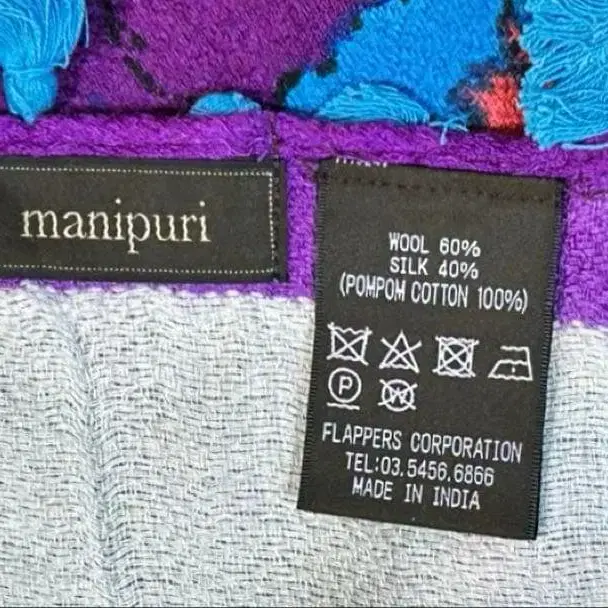 manipuri
WOOL 60%
SILK 40%
(POMPOM COTTON 100%)
P
W
FLAPPERS CORPORATION
TEL:03.5456.6866
MADE IN INDIA